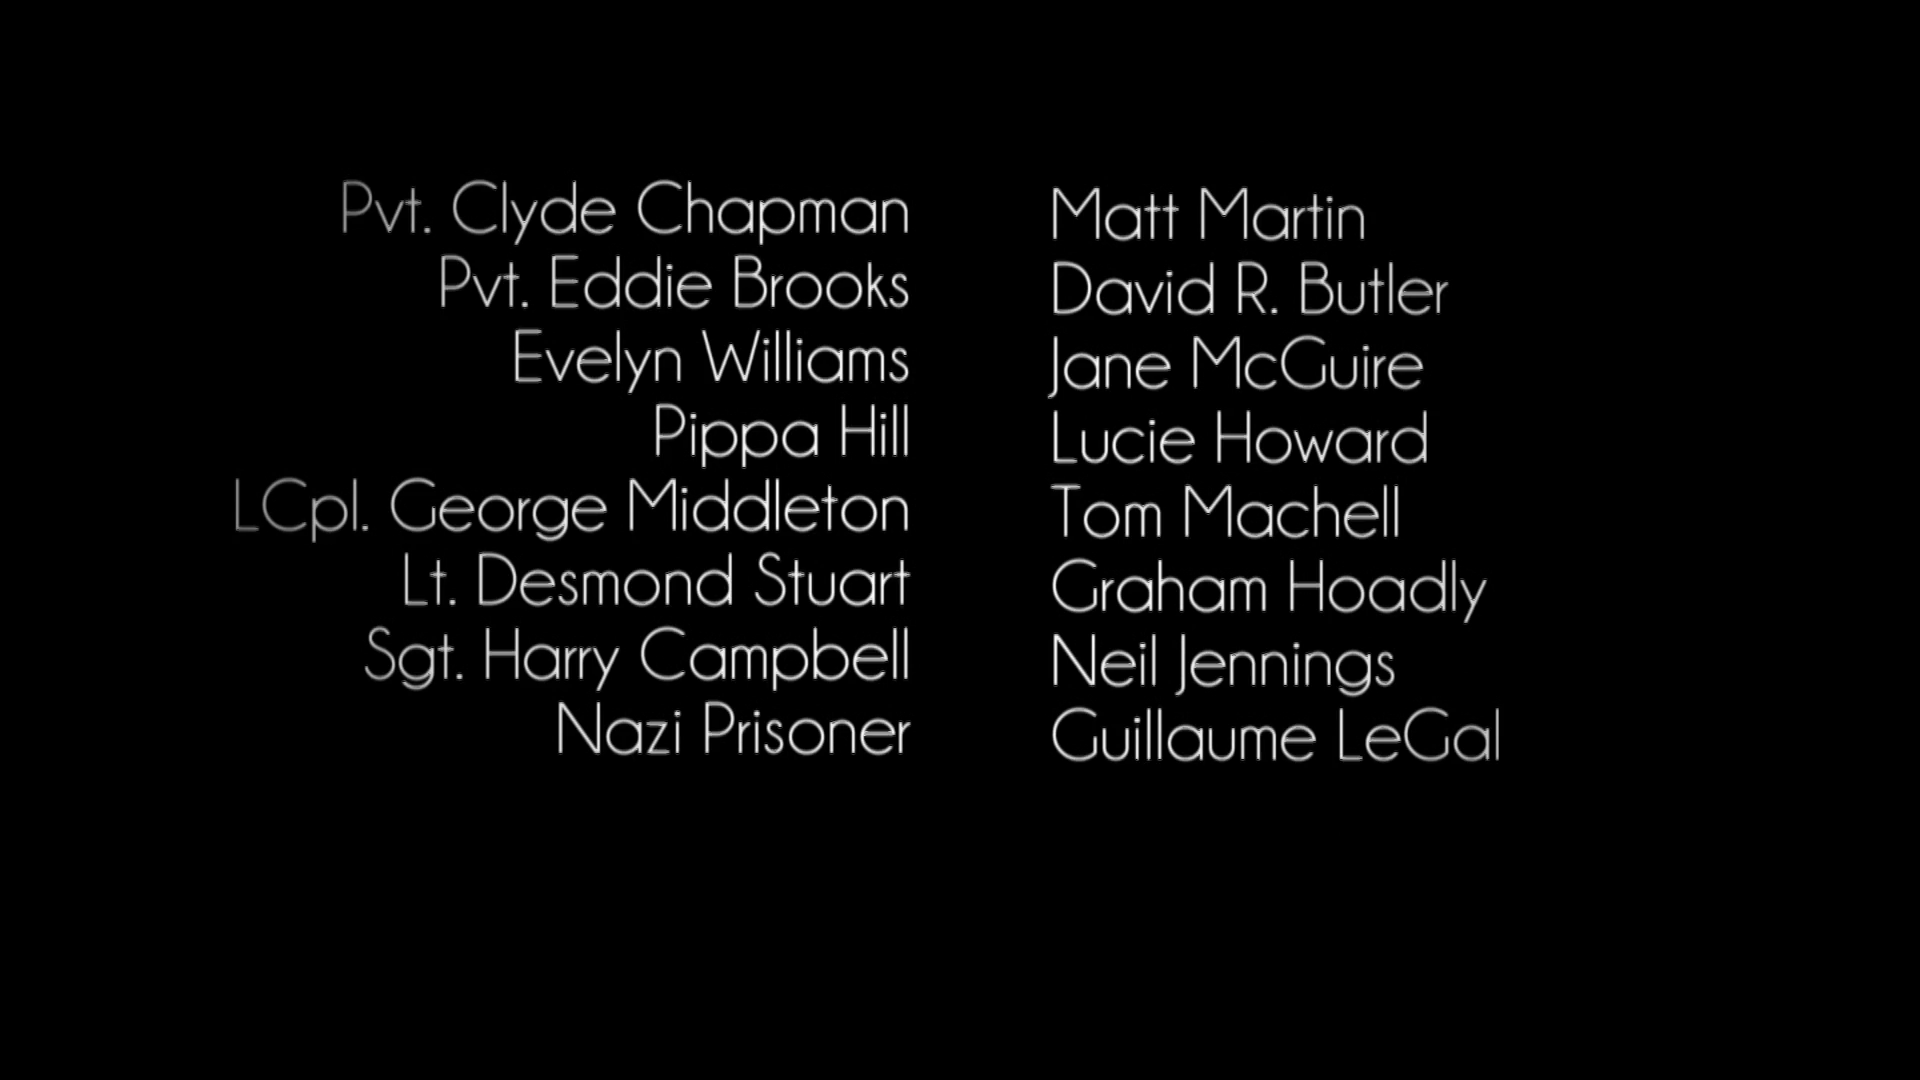 Pvt. Clyde Chapman Matt Martin
Pvt. Eddie Brooks David R. Butler
Evelyn Williams Jane McGuire
Pippa Hill Lucie Howard
LCpl. George Middleton Tom Machell
Lt. Desmond Stuart Graham Hoadly
Sgt. Harry Campbell Neil Jennings
Nazi Prisoner Guillaume LeGal